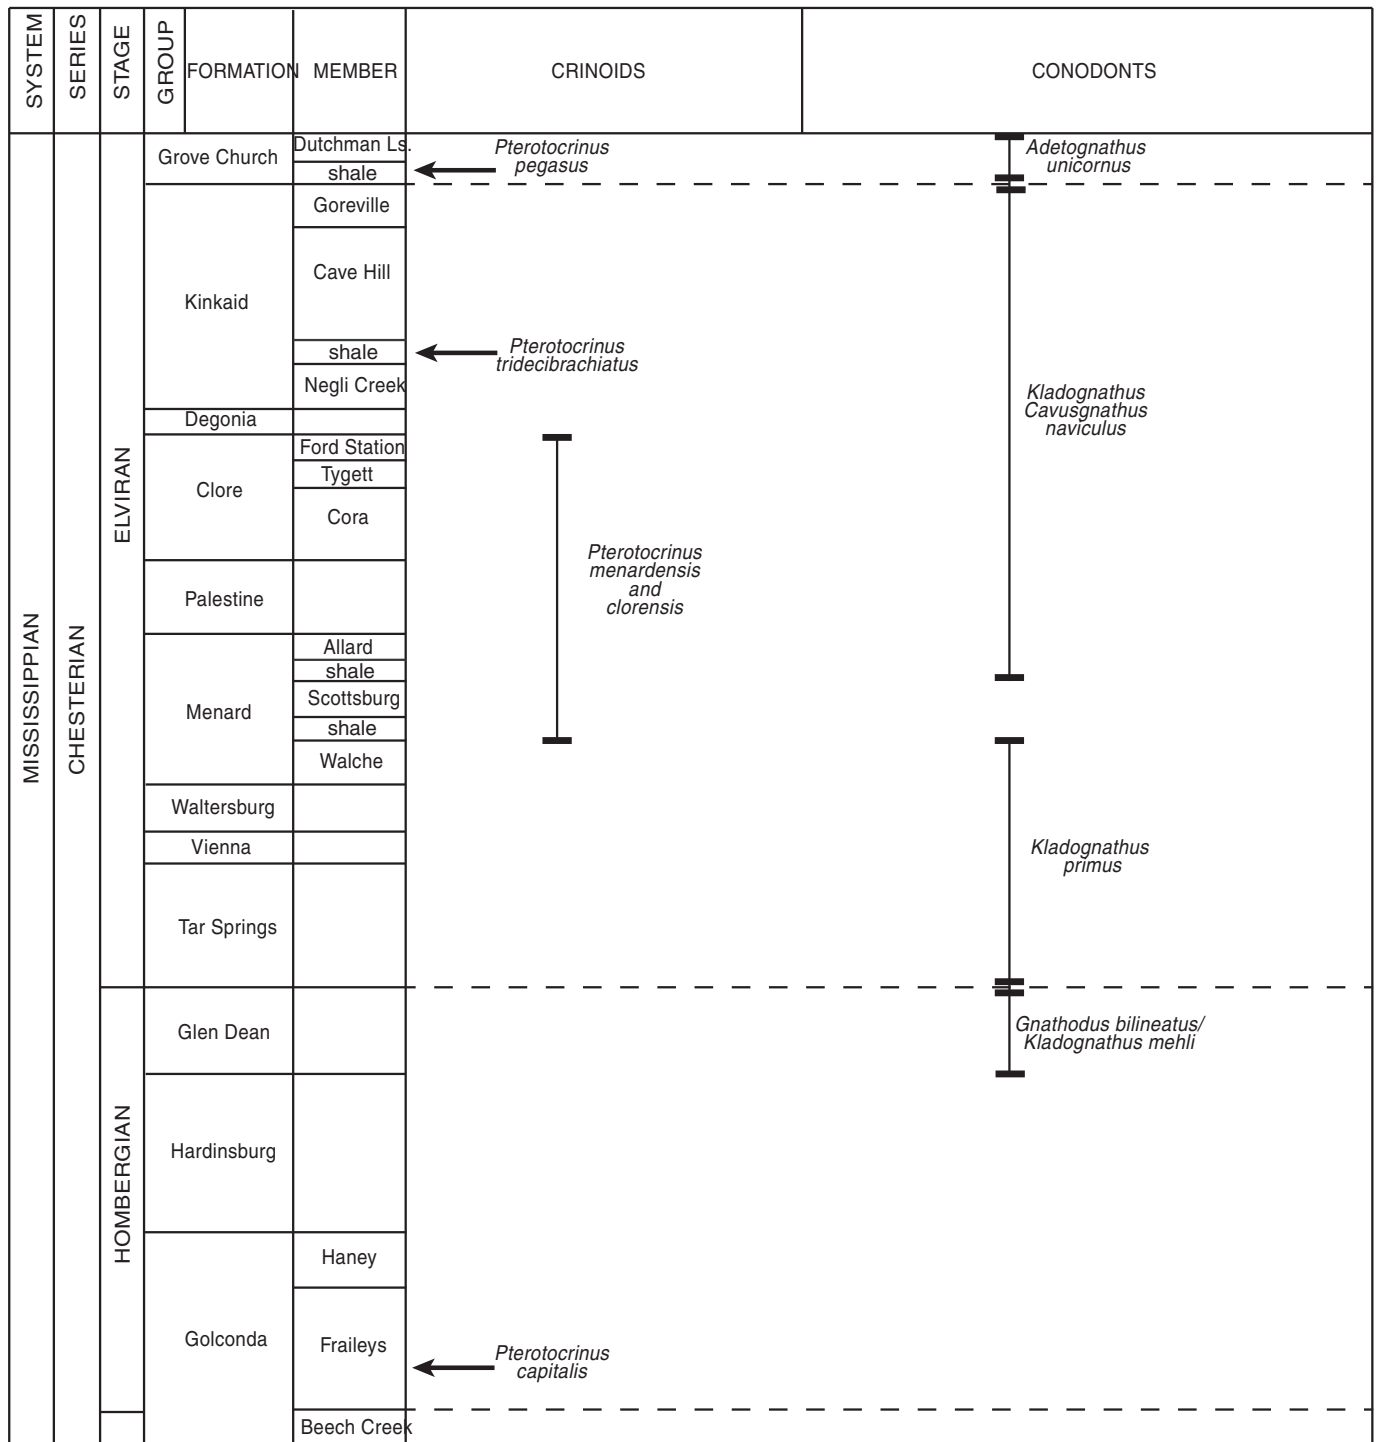 SYSTEM
SERIES
STAGE
GROUP
FORMATION
MEMBER
CRINOIDS
CONODONTS
MISSISSIPPIAN
CHESTERIAN
ELVIRAN
HOMBERGIAN
Grove Church
Dutchman Ls.
shale
Pterotocrinus
pegasus
Adetognathus
unicornus
Kinkaid
Goreville
Cave Hill
shale
Negli Creek
Pterotocrinus
tridecibrachiatus
Kladognathus
Cavusgnathus
naviculus
Degonia
Clore
Ford Station
Tygett
Cora
Pterotocrinus
menardensis
and
clorensis
Palestine
Menard
Allard
shale
Scottsburg
shale
Walche
Waltersburg
Vienna
Kladognathus
primus
Tar Springs
Glen Dean
Gnathodus bilineatus/
Kladognathus mehli
Hardinsburg
Golconda
Haney
Fraileys
Pterotocrinus
capitalis
Beech Creek